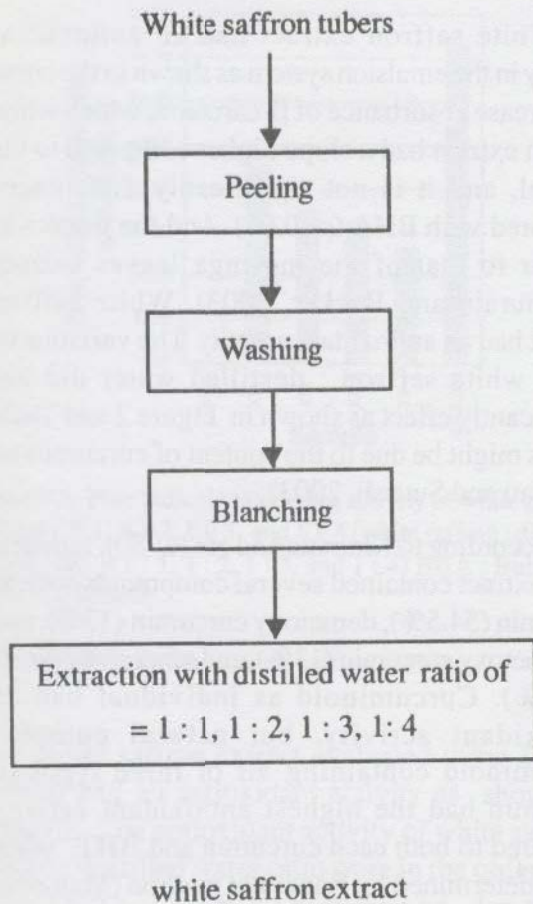 White saffron tubers
Peeling
Washing
Blanching
Extraction with distilled water ratio of
= 1 : 1, 1 : 2, 1 : 3, 1: 4
white saffron extract